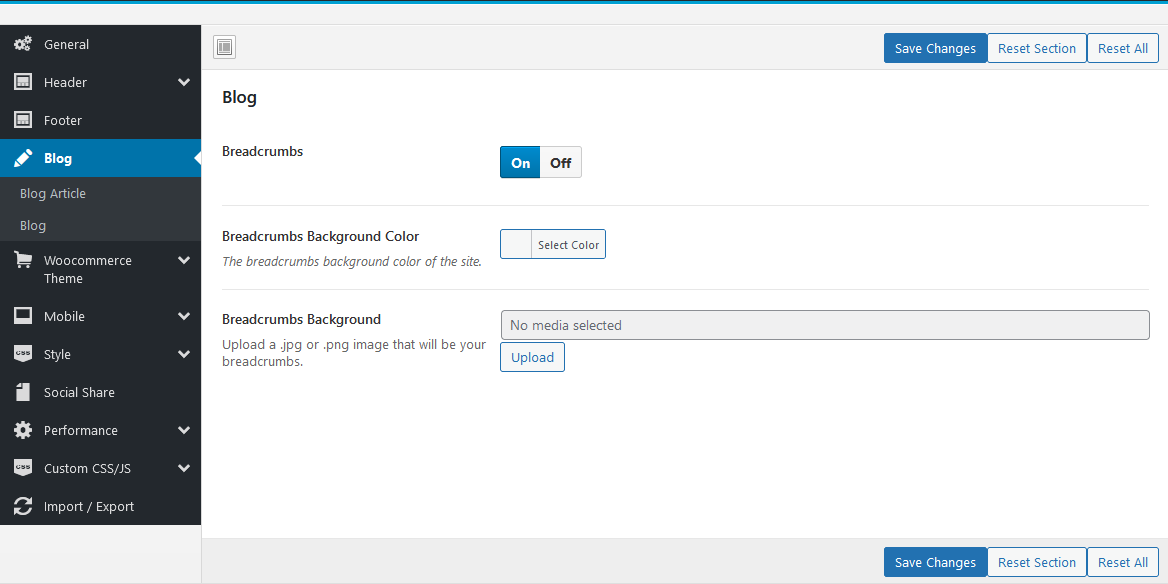 General
Header
Footer
Blog
Blog Article
Blog
Woocommerce
Theme
Mobile
CSS Style
Social Share
Performance
CSS Custom CSS/JS
Import / Export
Save Changes Reset Section Reset All
Blog
Breadcrumbs
On Off
Breadcrumbs Background Color
The breadcrumbs background color of the site.
Select Color
Breadcrumbs Background
Upload a .jpg or .png image that will be your
breadcrumbs.
No media selected
Upload
Save Changes Reset Section Reset All